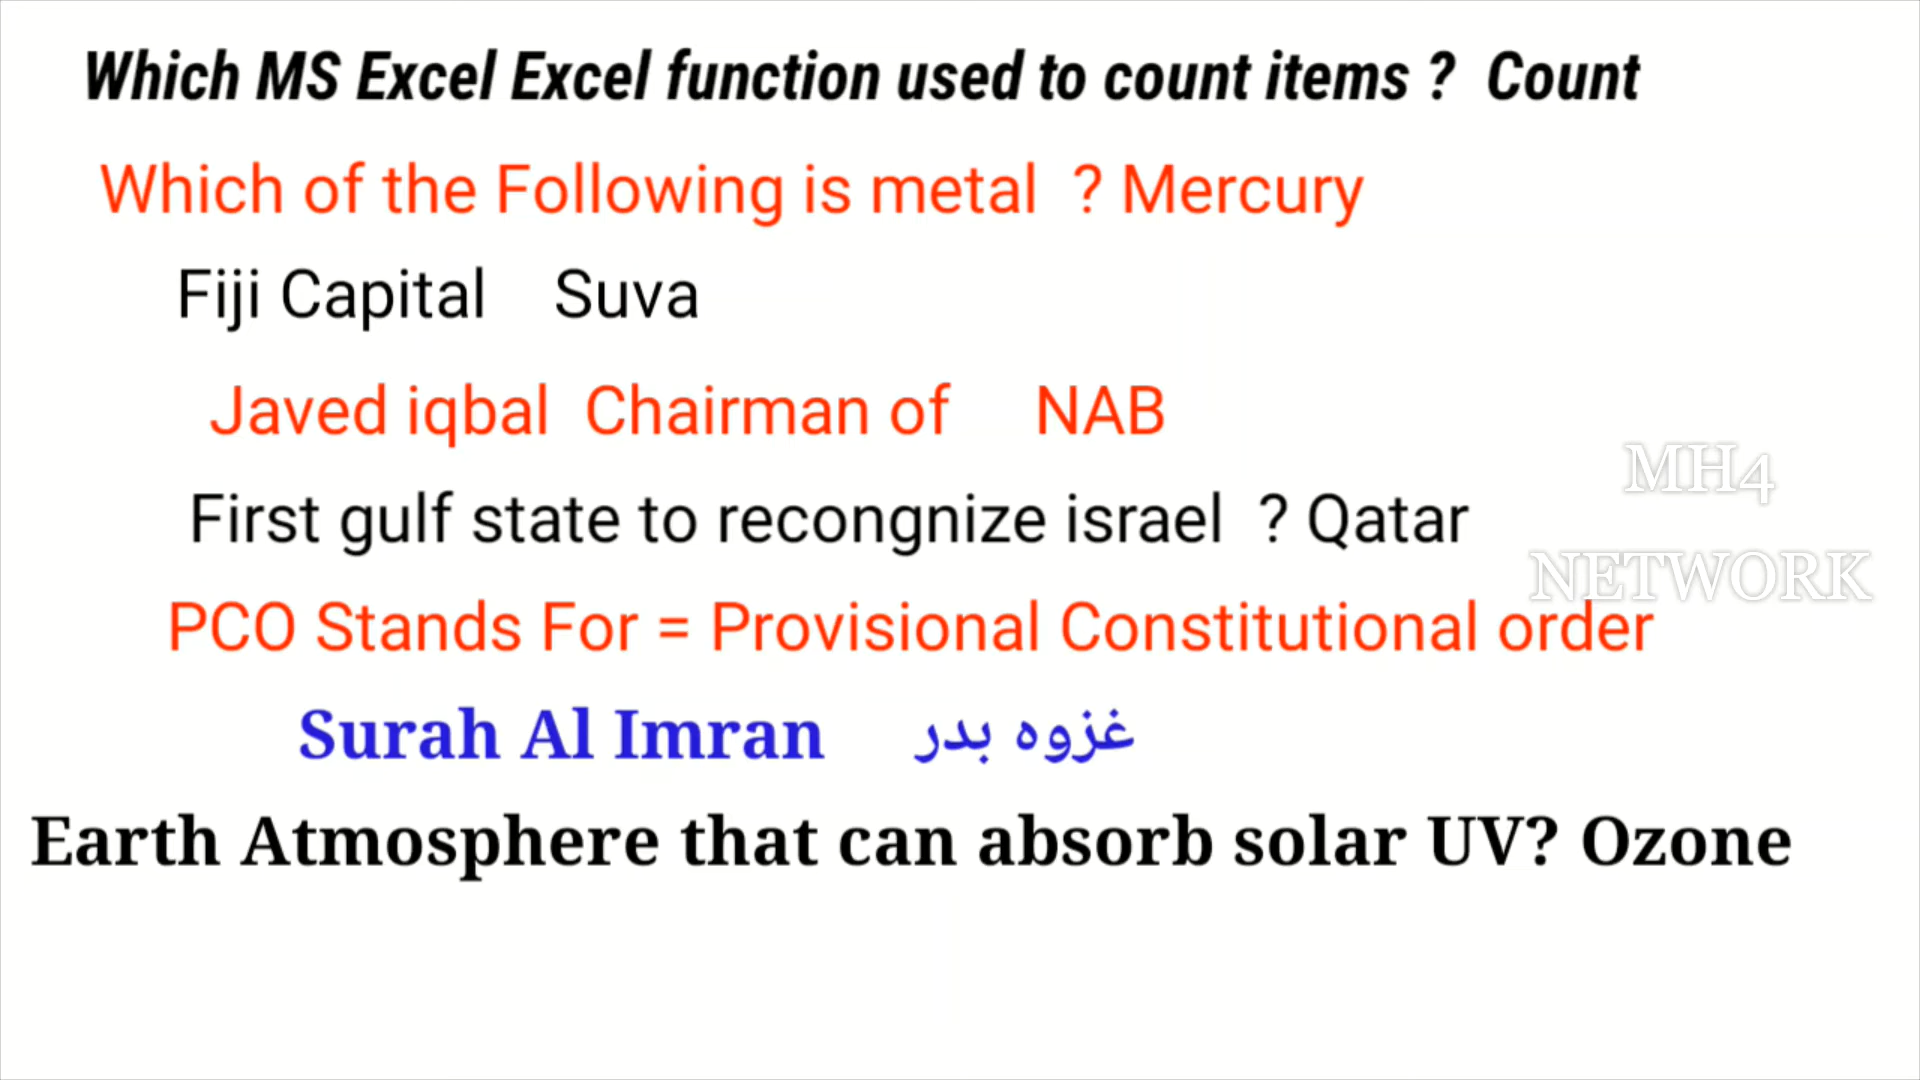 Which MS Excel Excel function used to count items ? Count
Which of the Following is metal ? Mercury
Fiji Capital Suva
Javed iqbal Chairman of NAB
First gulf state to recongnize israel ? Qatar
MH4
NETWORK
PCO Stands For = Provisional Constitutional order
Surah Al Imran غزوه بدر
Earth Atmosphere that can absorb solar UV? Ozone